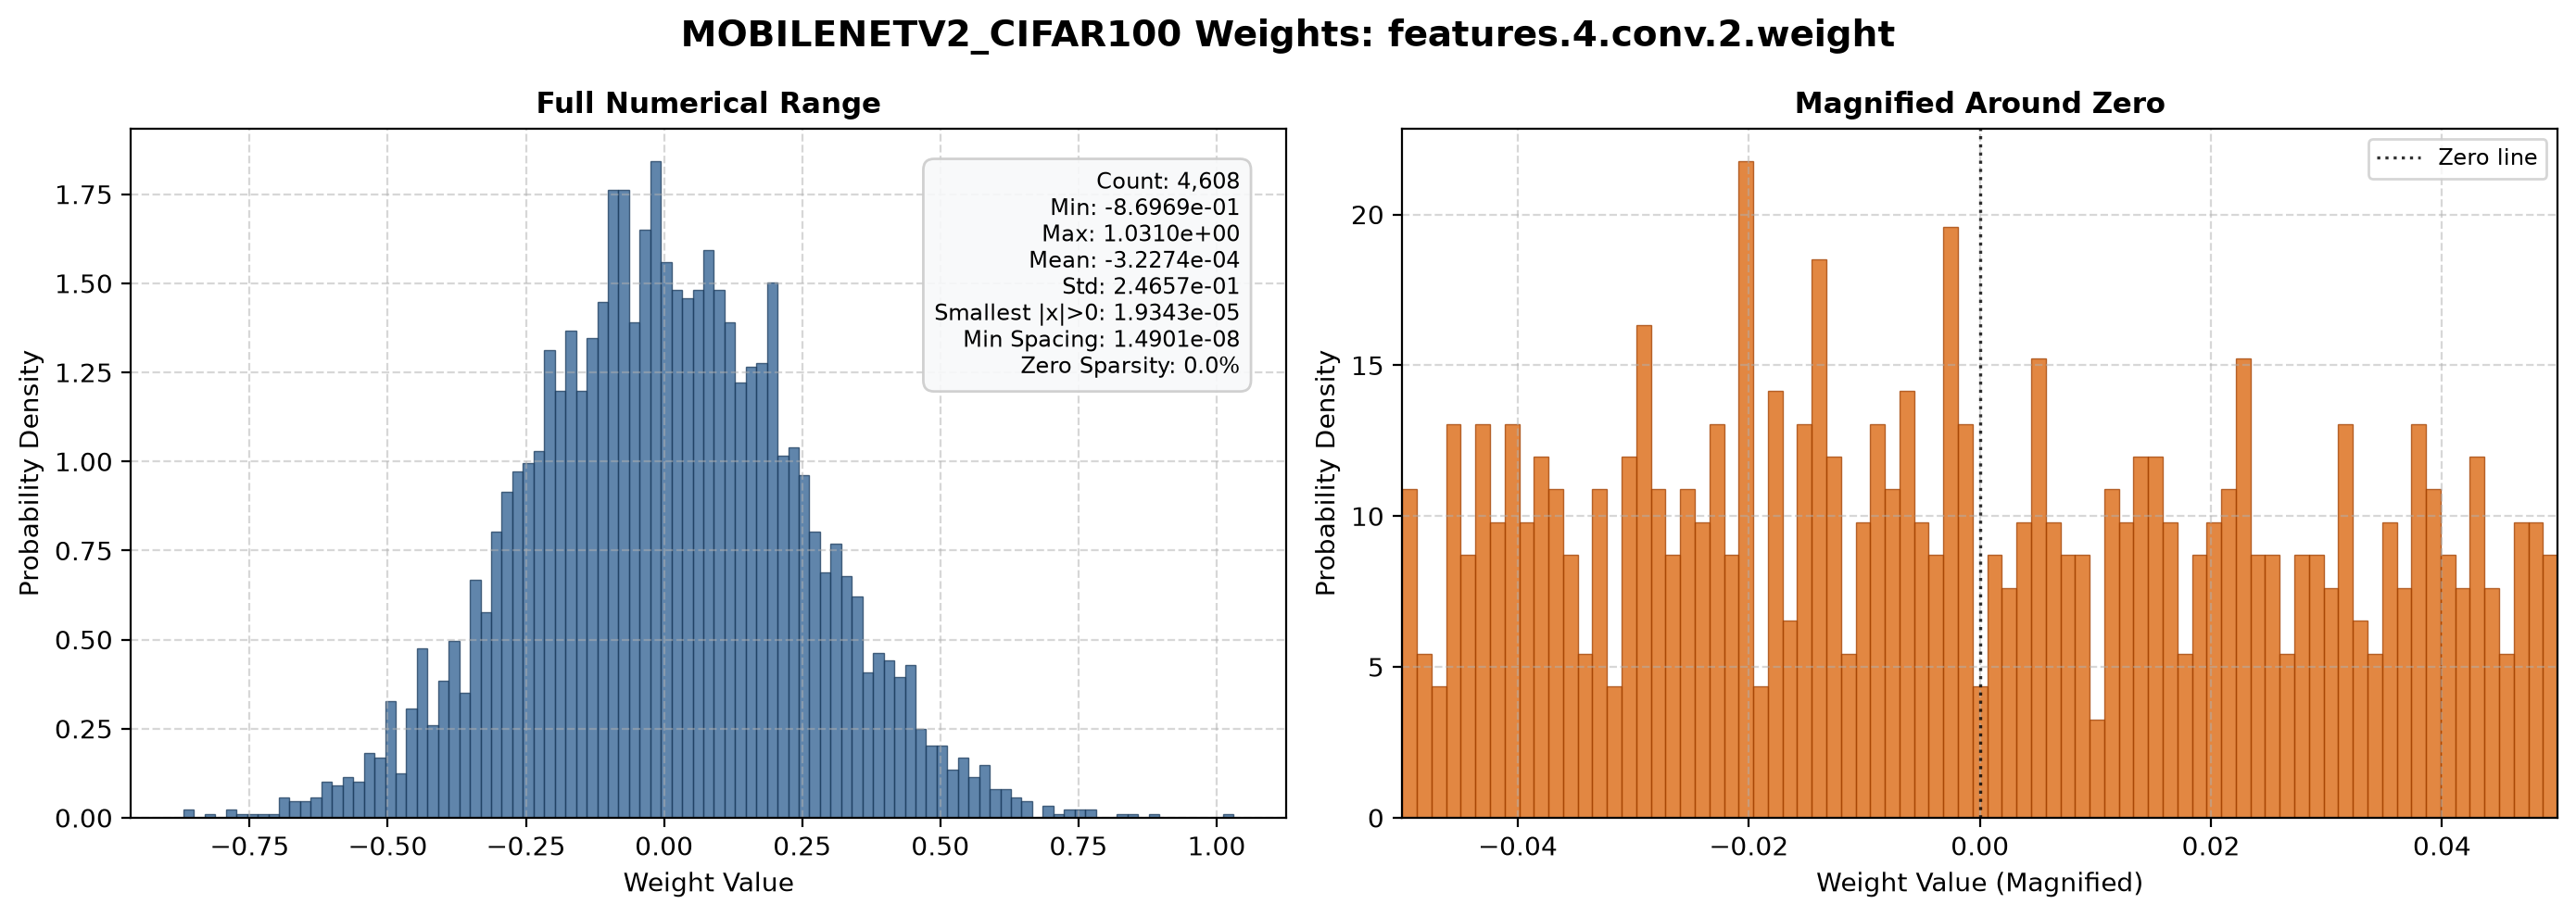 MOBILENETV2_CIFAR100 Weights: features.4.conv.2.weight
Full Numerical Range
Probability Density
1.75
1.50
1.25
1.00
0.75
0.50
0.25
0.00
Count: 4,608
Min: -8.6969e-01
Max: 1.0310e+00
Mean: -3.2274e-04
Std: 2.4657e-01
Smallest |x|>0: 1.9343e-05
Min Spacing: 1.4901e-08
Zero Sparsity: 0.0%
−0.75 −0.50 −0.25 0.00 0.25 0.50 0.75 1.00
Weight Value
Magnified Around Zero
Probability Density
20
15
10
5
0
Zero line
−0.04 −0.02 0.00 0.02 0.04
Weight Value (Magnified)